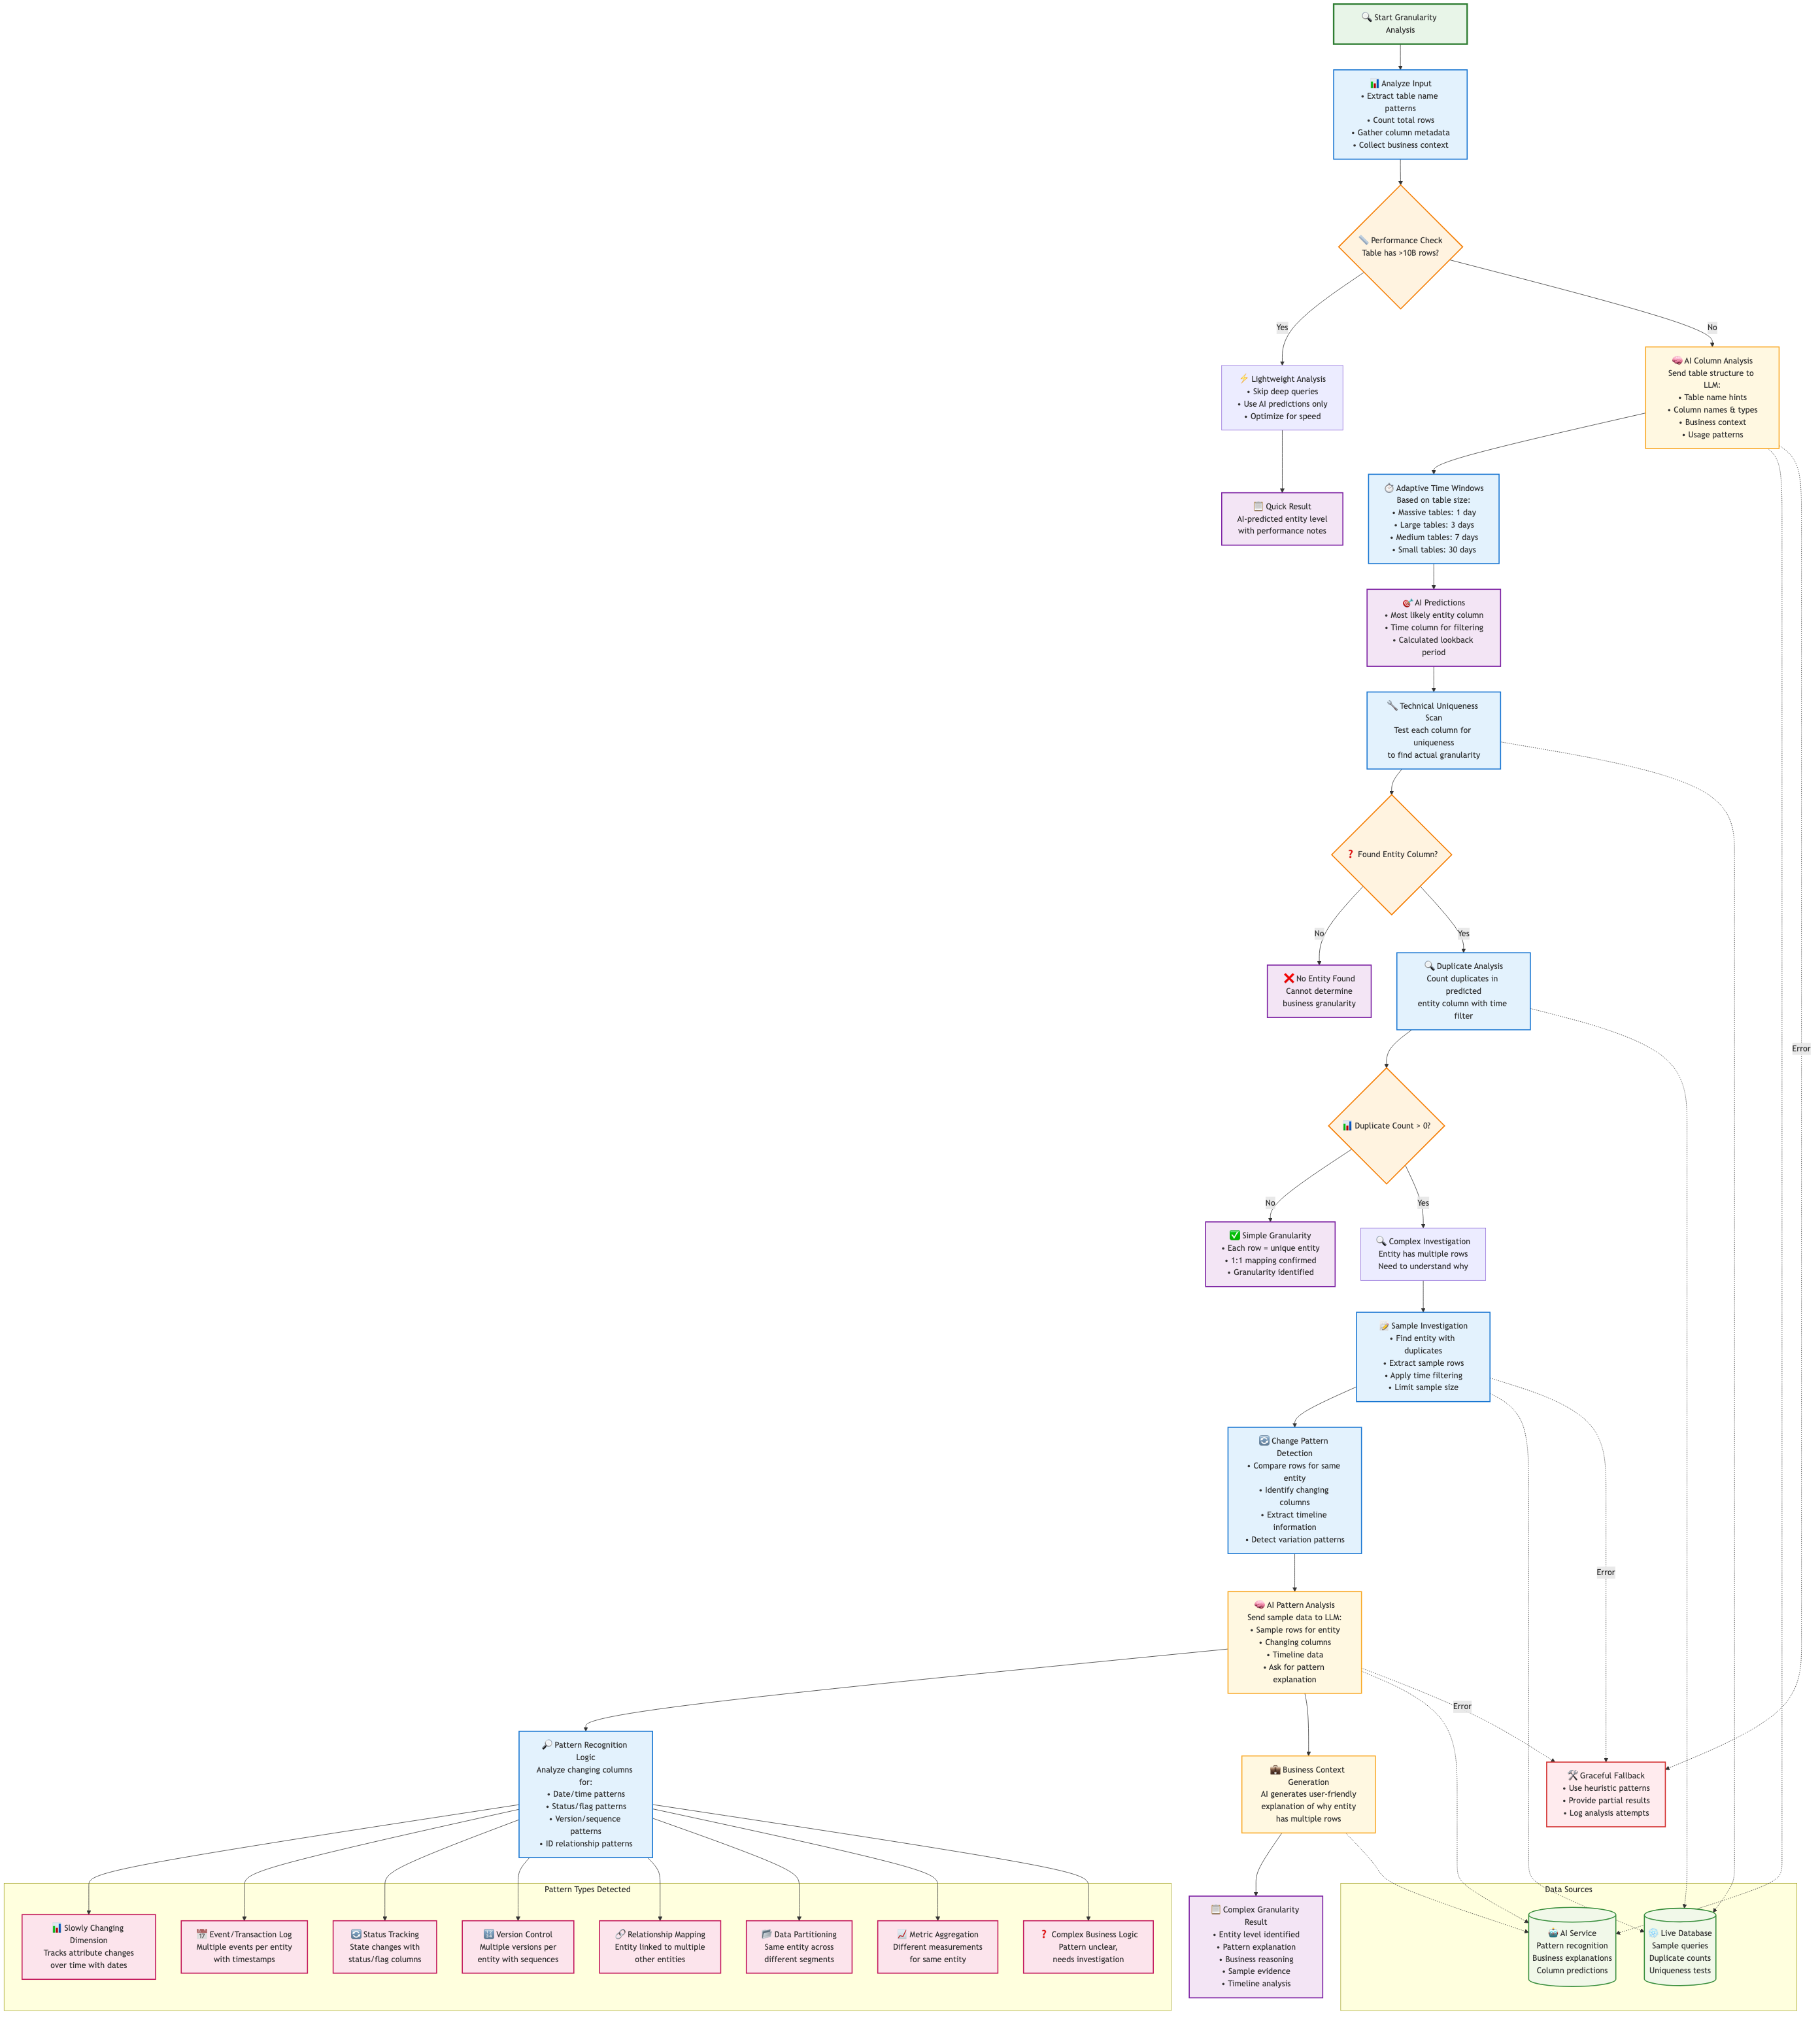 🔍 Start Granularity
Analysis
📊 Analyze Input
• Extract table name
patterns
• Count total rows
• Gather column metadata
• Collect business context
📏 Performance Check
Table has >10B rows?
Yes
No
🧠 AI Column Analysis
Send table structure to
LLM:
• Table name hints
• Column names & types
• Business context
• Usage patterns
⚡ Lightweight Analysis
• Skip deep queries
• Use AI predictions only
• Optimize for speed
⏱️ Adaptive Time Windows
Based on table size:
• Massive tables: 1 day
• Large tables: 3 days
• Medium tables: 7 days
• Small tables: 30 days
📋 Quick Result
AI-predicted entity level
with performance notes
🎯 AI Predictions
• Most likely entity column
• Time column for filtering
• Calculated lookback
period
🔧 Technical Uniqueness
Scan
Test each column for
uniqueness
to find actual granularity
❓ Found Entity Column?
No
Yes
❌ No Entity Found
Cannot determine
business granularity
🔍 Duplicate Analysis
Count duplicates in
predicted
entity column with time
filter
Error
📊 Duplicate Count > 0?
No
Yes
✅ Simple Granularity
• Each row = unique entity
• 1:1 mapping confirmed
• Granularity identified
🔍 Complex Investigation
Entity has multiple rows
Need to understand why
📝 Sample Investigation
• Find entity with
duplicates
• Extract sample rows
• Apply time filtering
• Limit sample size
🔄 Change Pattern
Detection
• Compare rows for same
entity
• Identify changing
columns
• Extract timeline
information
• Detect variation patterns
Error
🧠 AI Pattern Analysis
Send sample data to LLM:
• Sample rows for entity
• Changing columns
• Timeline data
• Ask for pattern
explanation
Error
🔎 Pattern Recognition
Logic
Analyze changing columns
for:
• Date/time patterns
• Status/flag patterns
• Version/sequence
patterns
• ID relationship patterns
💼 Business Context
Generation
AI generates user-friendly
explanation of why entity
has multiple rows
🛠️ Graceful Fallback
• Use heuristic patterns
• Provide partial results
• Log analysis attempts
Pattern Types Detected
📊 Slowly Changing
Dimension
Tracks attribute changes
over time with dates
📅 Event/Transaction Log
Multiple events per entity
with timestamps
🔄 Status Tracking
State changes with
status/flag columns
🔢 Version Control
Multiple versions per
entity with sequences
🔗 Relationship Mapping
Entity linked to multiple
other entities
🗂️ Data Partitioning
Same entity across
different segments
📈 Metric Aggregation
Different measurements
for same entity
❓ Complex Business Logic
Pattern unclear,
needs investigation
📋 Complex Granularity
Result
• Entity level identified
• Pattern explanation
• Business reasoning
• Sample evidence
• Timeline analysis
Data Sources
🤖 AI Service
Pattern recognition
Business explanations
Column predictions
💿 Live Database
Sample queries
Duplicate counts
Uniqueness tests